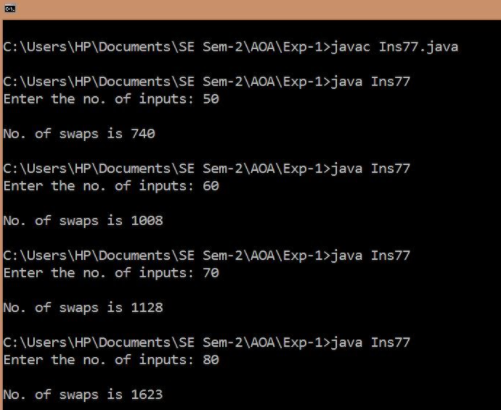 C:\Users\HP\Documents\SE Sem-2\AOA\Exp-1>javac Ins77.java
C:\Users\HP\Documents\SE Sem-2\AOA\Exp-1>java Ins77
Enter the no. of inputs: 50
No. of swaps is 740
C:\Users\HP\Documents\SE Sem-2\AOA\Exp-1>java Ins77
Enter the no. of inputs: 60
No. of swaps is 1008
C:\Users\HP\Documents\SE Sem-2\AOA\Exp-1>java Ins77
Enter the no. of inputs: 70
No. of swaps is 1128
C:\Users\HP\Documents\SE Sem-2\AOA\Exp-1>java Ins77
Enter the no. of inputs: 80
No. of swaps is 1623